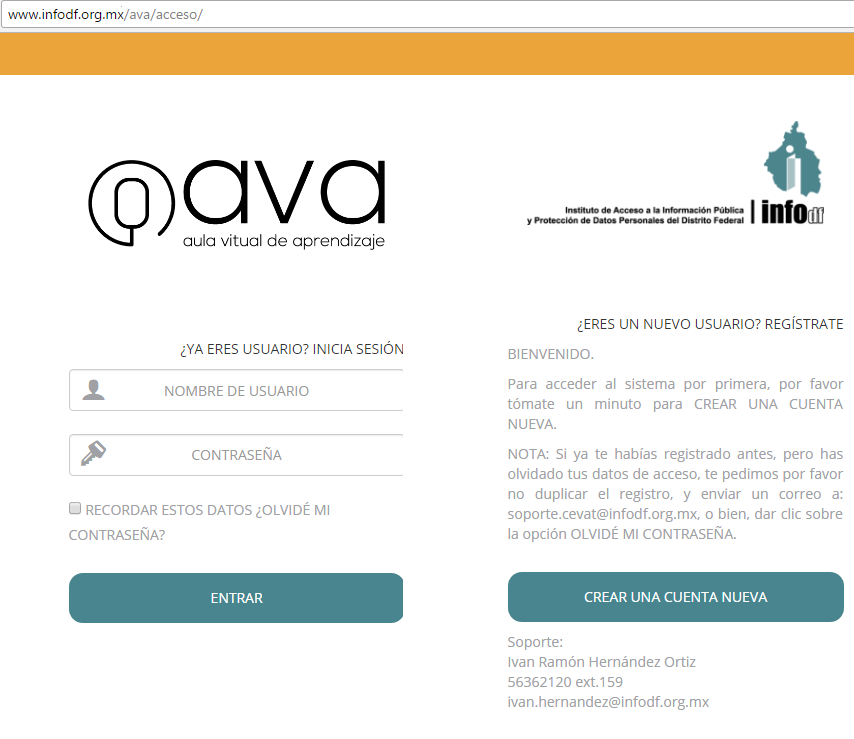 www.infodf.org.mx/ava/acceso/
ava
aula vitual de aprendizaje
Instituto de Acceso a la Información Pública
y Protección de Datos Personales del Distrito Federal
infodf
¿YA ERES USUARIO? INICIA SESIÓN
NOMBRE DE USUARIO
CONTRASEÑA
RECORDAR ESTOS DATOS ¿OLVIDÉ MI
CONTRASEÑA?
ENTRAR
¿ERES UN NUEVO USUARIO? REGÍSTRATE
BIENVENIDO.
Para acceder al sistema por primera, por favor
tómate un minuto para CREAR UNA CUENTA
NUEVA.
NOTA: Si ya te habías registrado antes, pero has
olvidado tus datos de acceso, te pedimos por favor
no duplicar el registro, y enviar un correo a:
soporte.cevat@infodf.org.mx, o bien, dar clic sobre
la opción OLVIDÉ MI CONTRASEÑA.
CREAR UNA CUENTA NUEVA
Soporte:
Ivan Ramón Hernández Ortiz
56362120 ext.159
ivan.hernandez@infodf.org.mx